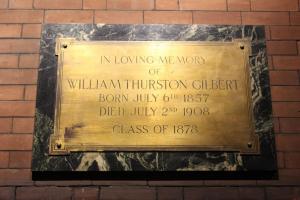 IN LOVING MEMORY
OF
WILLIAM THURSTON GILBERT
BORN JULY 6TH 1857
DIED JULY 2ND 1908
CLASS OF 1878